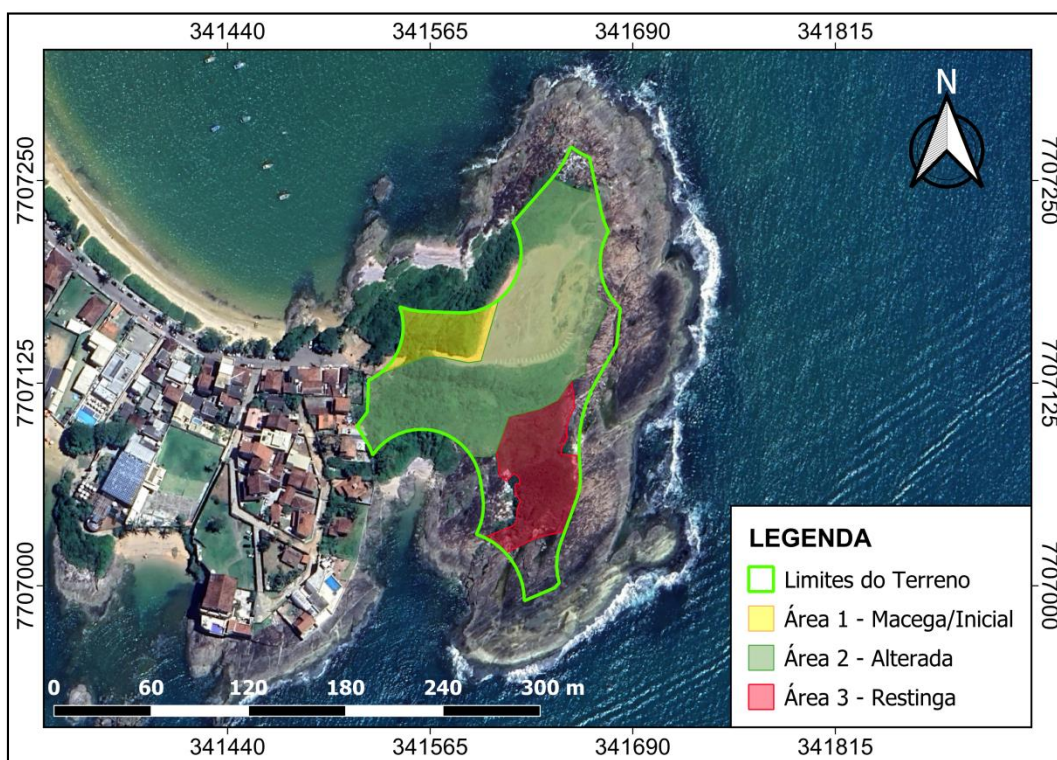 341440 341565 341690 341815
N
7707250 7707250
7707125 7707125
7707000 7707000
LEGENDA
Limites do Terreno
Área 1 - Macega/Inicial
Área 2 - Alterada
Área 3 - Restinga
0 60 120 180 240 300 m
341440 341565 341690 341815